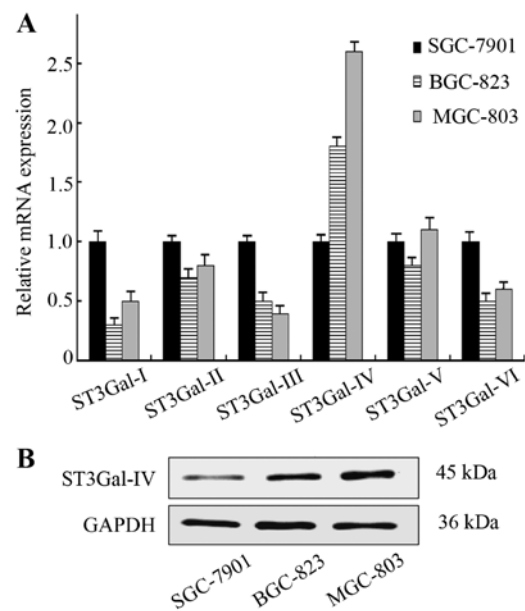 A
SGC-7901
BGC-823
MGC-803
Relative mRNA expression
2.5
2.0
1.5
1.0
0.5
0
ST3Gal-I
ST3Gal-II
ST3Gal-III
ST3Gal-IV
ST3Gal-V
ST3Gal-VI
B
ST3Gal-IV
45 kDa
GAPDH
36 kDa
SGC-7901
BGC-823
MGC-803